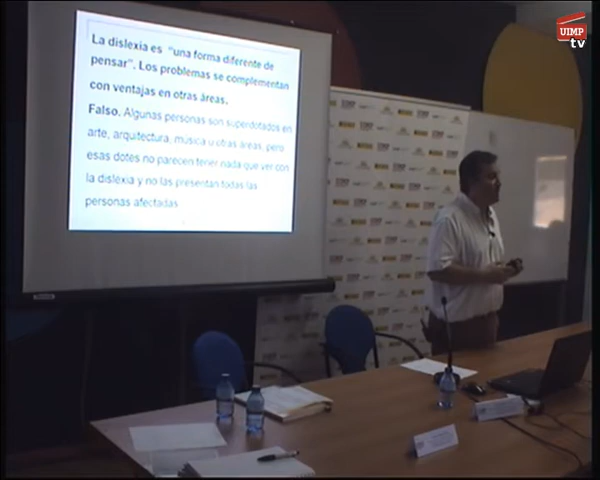 La dislexia es "una forma diferente de
pensar". Los problemas se complementan
con ventajas en otras áreas.
Falso. Algunas personas son superdotados en
arte, arquitectura, música u otras áreas, pero
esas dotes no parecen tener nada que ver con
la dislexia y no las presentan todas las
personas afectadas
UIMP
tv